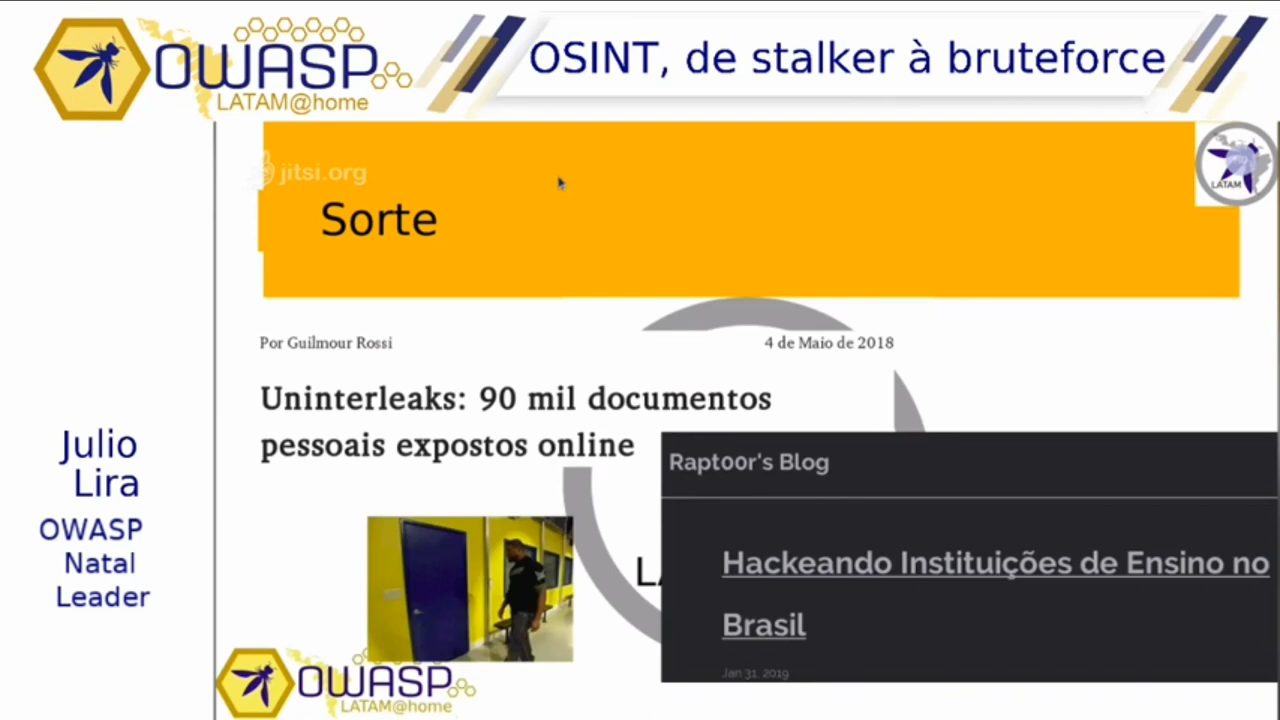 OWASP
LATAM@home
OSINT, de stalker à bruteforce
jitsi.org
LATAM
Sorte
Por Guilmour Rossi
4 de Maio de 2018
Uninterleaks: 90 mil documentos
pessoais expostos online
Julio
Lira
OWASP
Natal
Leader
Rapt00r's Blog
Hackeando Instituições de Ensino no
Brasil
Jan 31, 2019
OWASP
LATAM@home